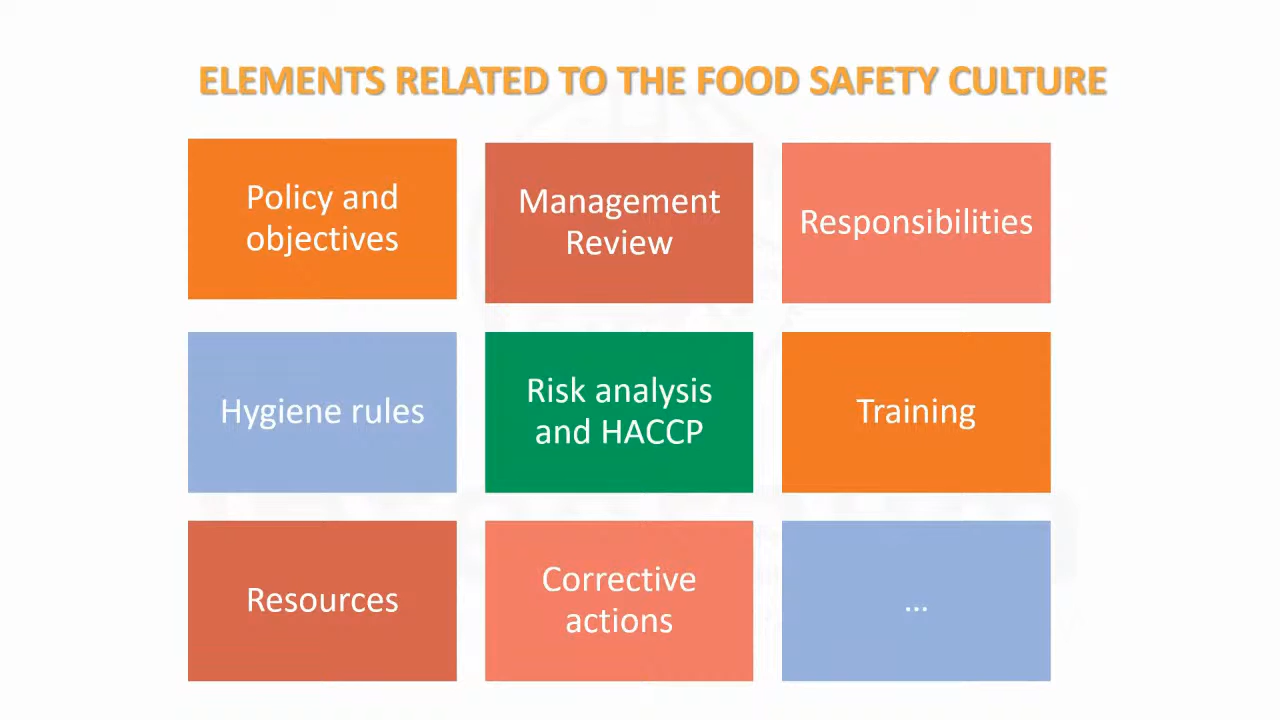 ELEMENTS RELATED TO THE FOOD SAFETY CULTURE
Policy and
objectives
Management
Review
Responsibilities
Hygiene rules
Risk analysis
and HACCP
Training
Resources
Corrective
actions
...